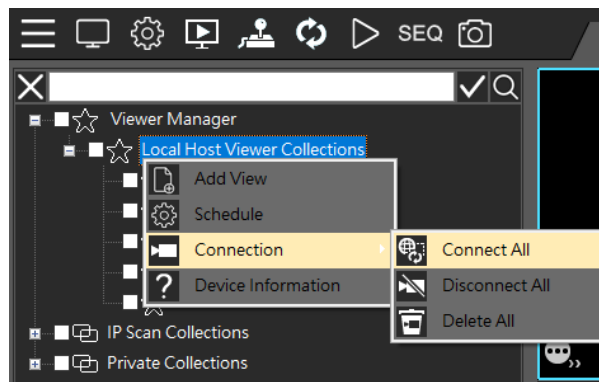 SEQ
Viewer Manager
Local Host Viewer Collections
Add View
Schedule
Connection
Connect All
Device Information
Disconnect All
Delete All
IP Scan Collections
Private Collections